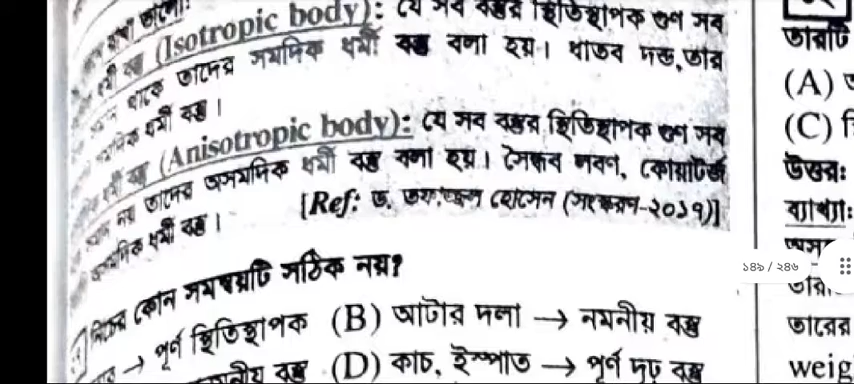 (Isotropic body): যে সব বস্তুর স্থিতিস্থাপক গুণ সব
থাকে তাদের সমদিক ধর্মী বস্তু বলা হয়। ধাতব দন্ড,তার
ধর্মী বস্তু।
(Anisotropic body): যে সব বস্তুর স্থিতিস্থাপক গুণ সব
নয় তাদের অসমদিক ধর্মী বস্তু বলা হয়। সৈন্ধব লবণ, কোয়ার্টজ
ধর্মী বস্তু।
[Ref: ড. হোসেন (সংস্করণ-২০১৭)]
নিচের কোন সমন্বয়টি সঠিক নয়?
→ পূর্ণ স্থিতিস্থাপক (B) আটার দলা → নমনীয় বস্তু
বস্তু (D) কাচ, ইস্পাত → পূর্ণ দৃঢ় বস্তু
(A)
(C)
উত্তর:
ব্যাখ্যা:
১৪৯ / ২৪৬
তারের
weig